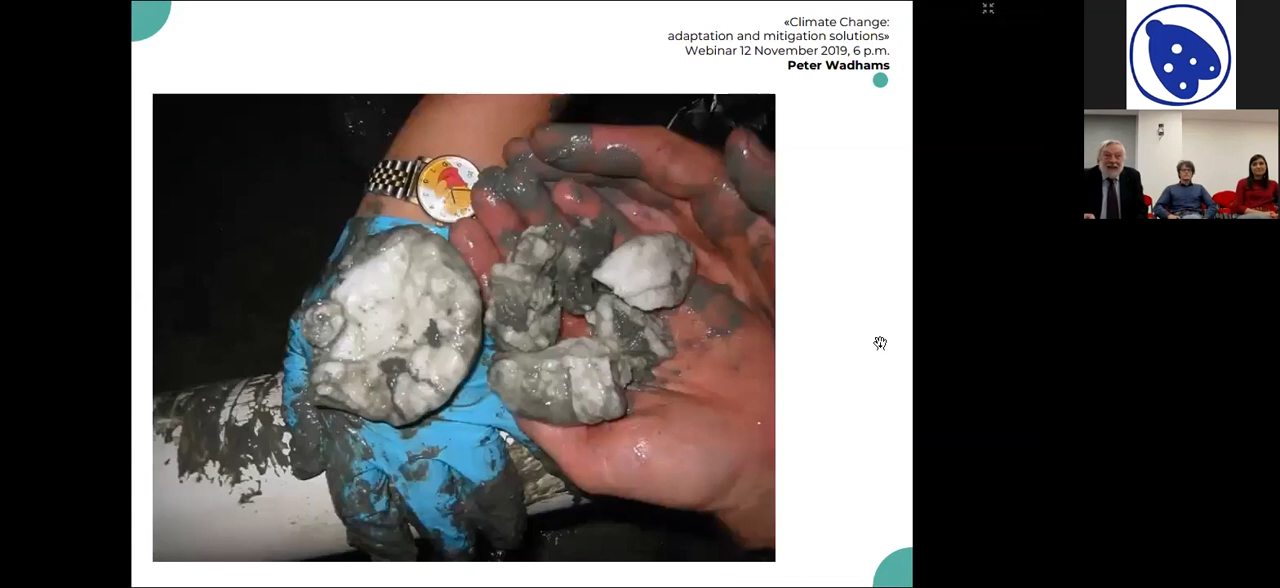 «Climate Change:
adaptation and mitigation solutions»
Webinar 12 November 2019, 6 p.m.
Peter Wadhams